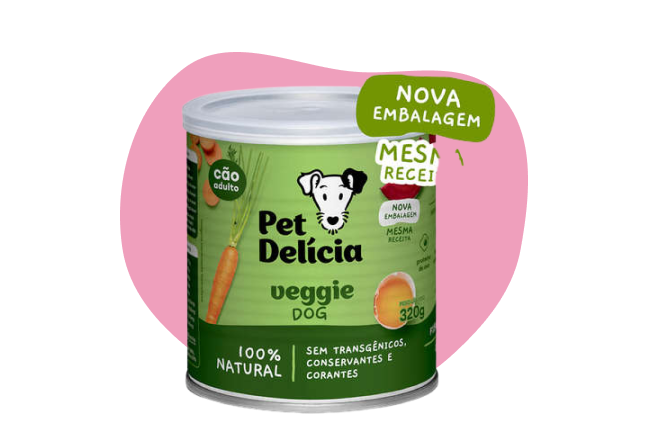 NOVA
EMBALAGEM
MESMA
RECEI
cão
adulto
NOVA
EMBALAGEM
MESMA
RECEITA
Pet
Delícia
veggie
DOG
320g
100%
NATURAL
SEM TRANSGÊNICOS,
CONSERVANTES E
CORANTES